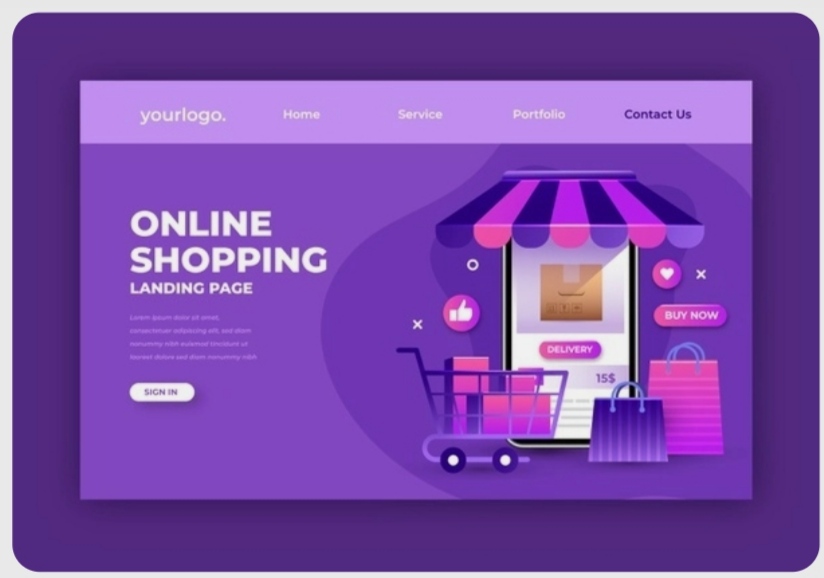 yourlogo.
Home
Service
Portfolio
Contact Us
ONLINE
SHOPPING
LANDING PAGE
Lorem ipsum dolor sit amet,
consectetuer adipiscing elit, sed diam
nonummy nibh euismod tincidunt ut
laoreet dolore sed diam nonummy nibh
SIGN IN
BUY NOW
DELIVERY
15$